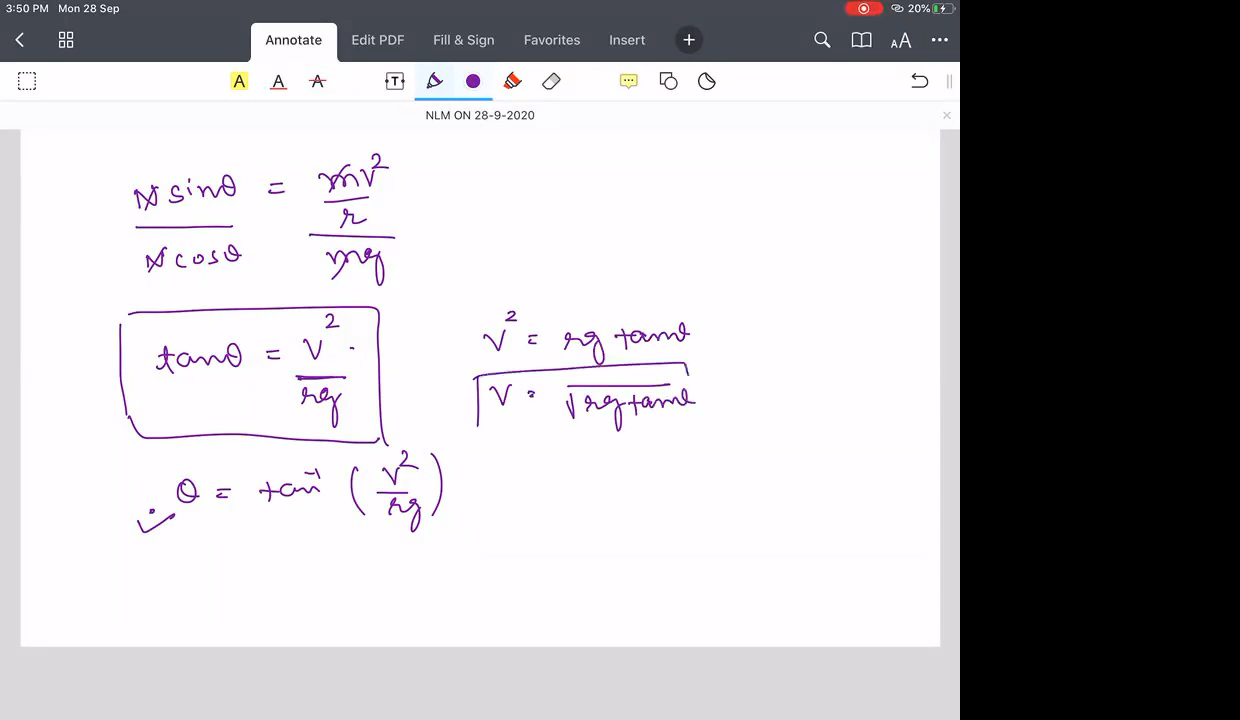 3:50 PM Mon 28 Sep 20%
Annotate Edit PDF Fill & Sign Favorites Insert + AA
A A A T
NLM ON 28-9-2020
N sinθ / N cosθ = (mv² / r) / mg
tanθ = v² / rg
v² = rg tanθ
v = √rg tanθ
θ = tan⁻¹ (v² / rg)